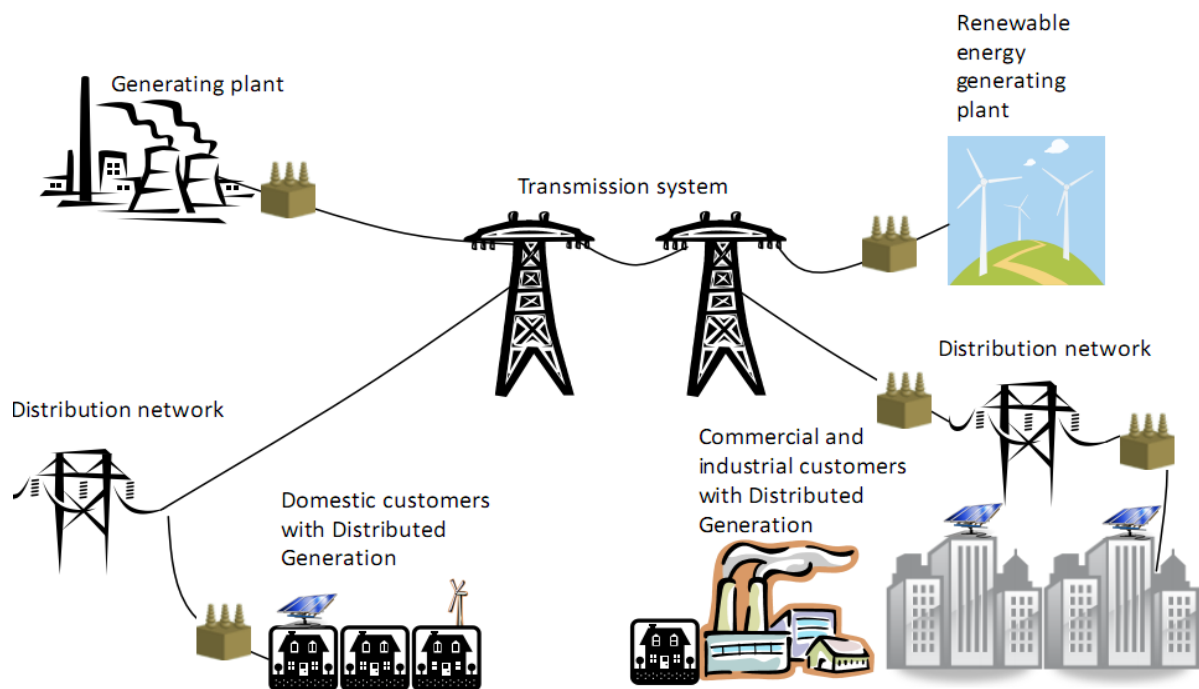 Renewable
energy
generating
plant
Generating plant
Transmission system
Distribution network
Distribution network
Commercial and
industrial customers
with Distributed
Generation
Domestic customers
with Distributed
Generation